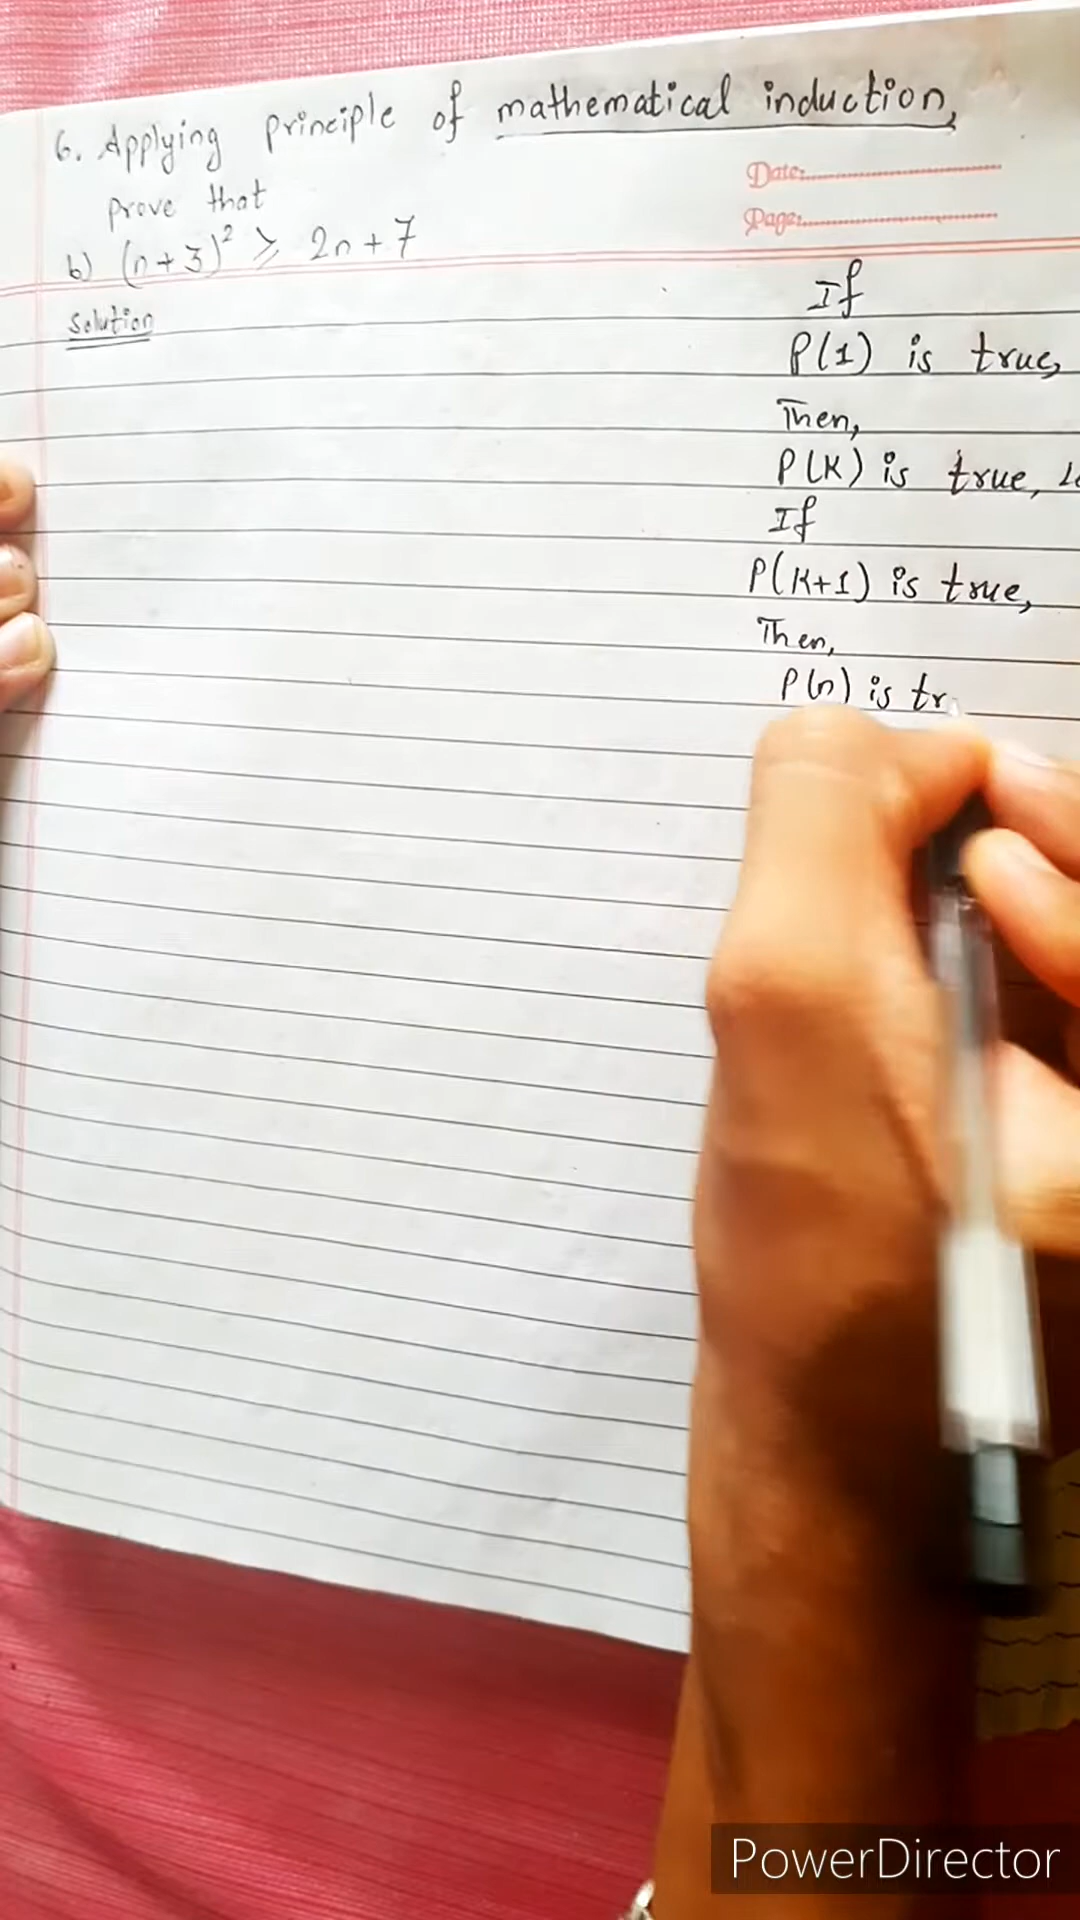 6. Applying principle of mathematical induction,
prove that
Date:
Page:
b) (n+3)² ≥ 2n+7
Solution
If
P(1) is true,
Then,
P(K) is true,
If
P(K+1) is true,
Then,
P(n) is tr
PowerDirector